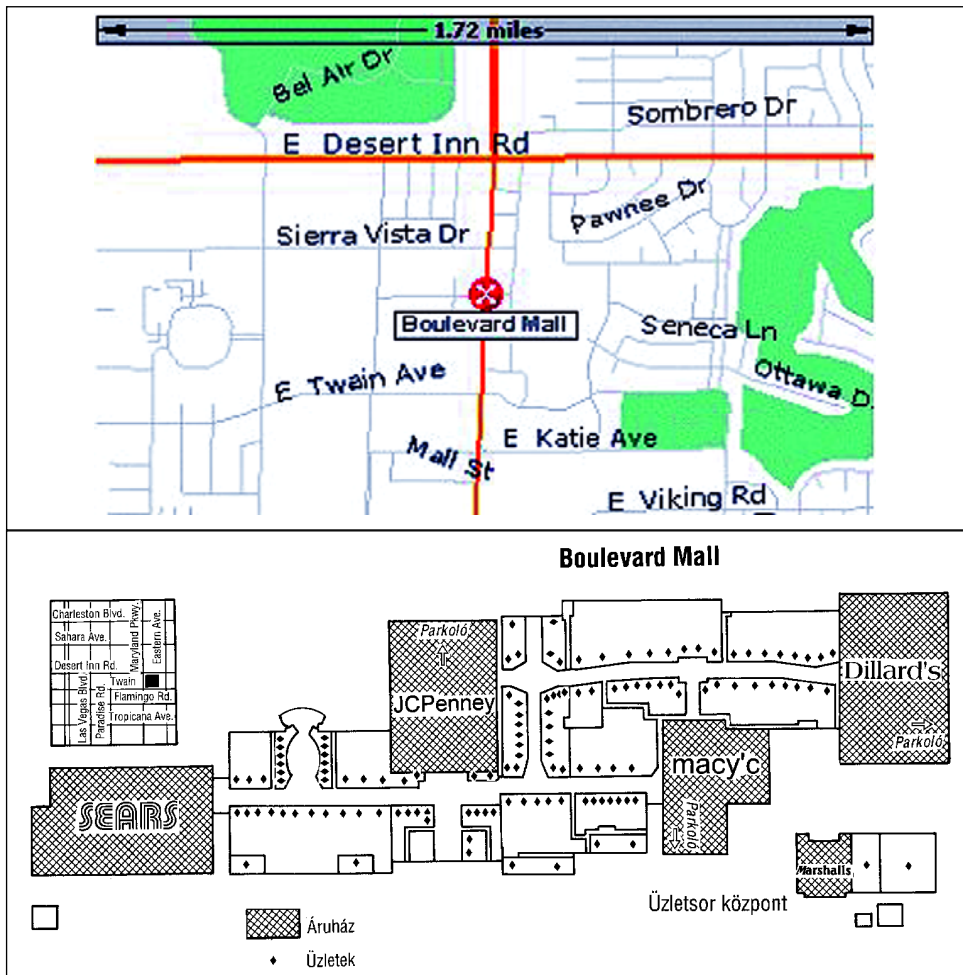 1.72 miles
Bel Air Dr
Sombrero Dr
E Desert Inn Rd
Pawnee Dr
Sierra Vista Dr
Boulevard Mall
Seneca Ln
Ottawa D.
E Twain Ave
E Katie Ave
Mall St
E Viking Rd
Boulevard Mall
Charleston Blvd.
Sahara Ave.
Desert Inn Rd.
Twain
Flamingo Rd.
Tropicana Ave.
Las Vegas Blvd.
Paradise Rd.
Maryland Pkwy.
Eastern Ave.
Parkoló
JCPenney
Dillard's
Parkoló
macy'c
Parkoló
SEARS
Marshalls
Üzletsor központ
Áruház
Üzletek